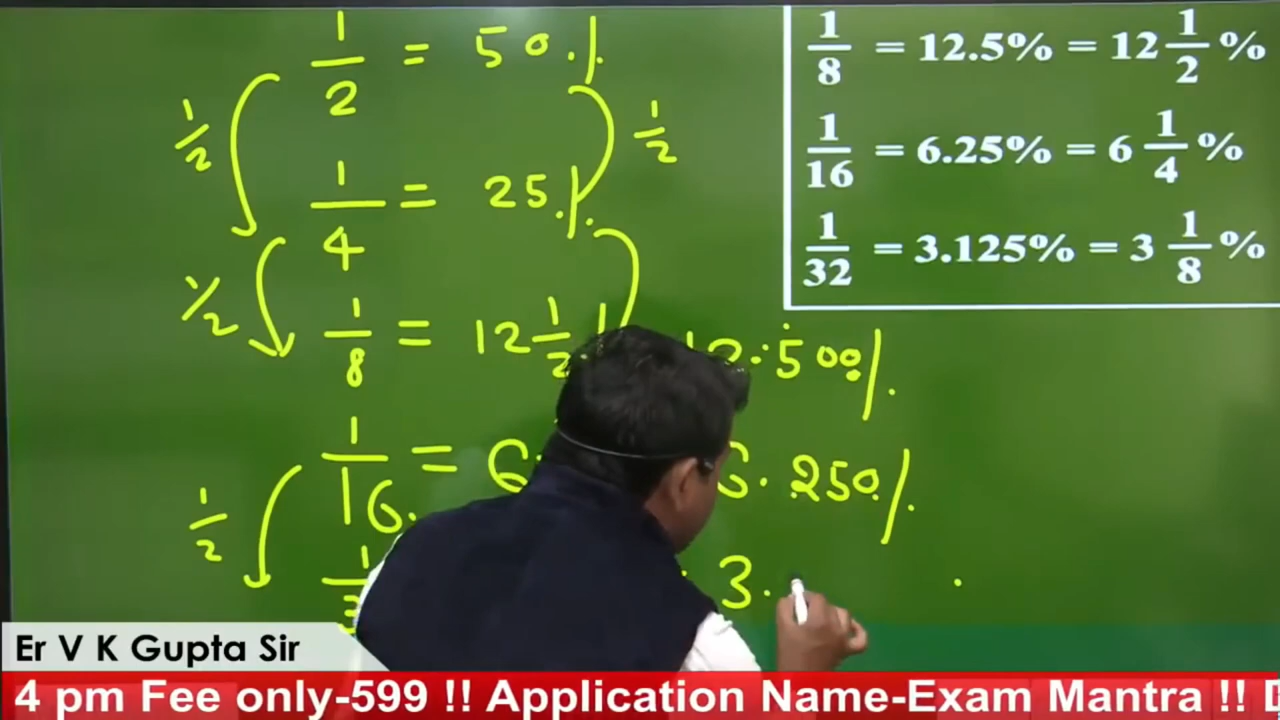 1/2 = 50%
1/2
1/2
1/4 = 25%
1/2
1/8 = 12 1/2
.500%
1/16 = 6
6.250%
1/2
3.
1/8 = 12.5% = 12 1/2 %
1/16 = 6.25% = 6 1/4 %
1/32 = 3.125% = 3 1/8 %
Er V K Gupta Sir
4 pm Fee only-599 !! Application Name-Exam Mantra !!